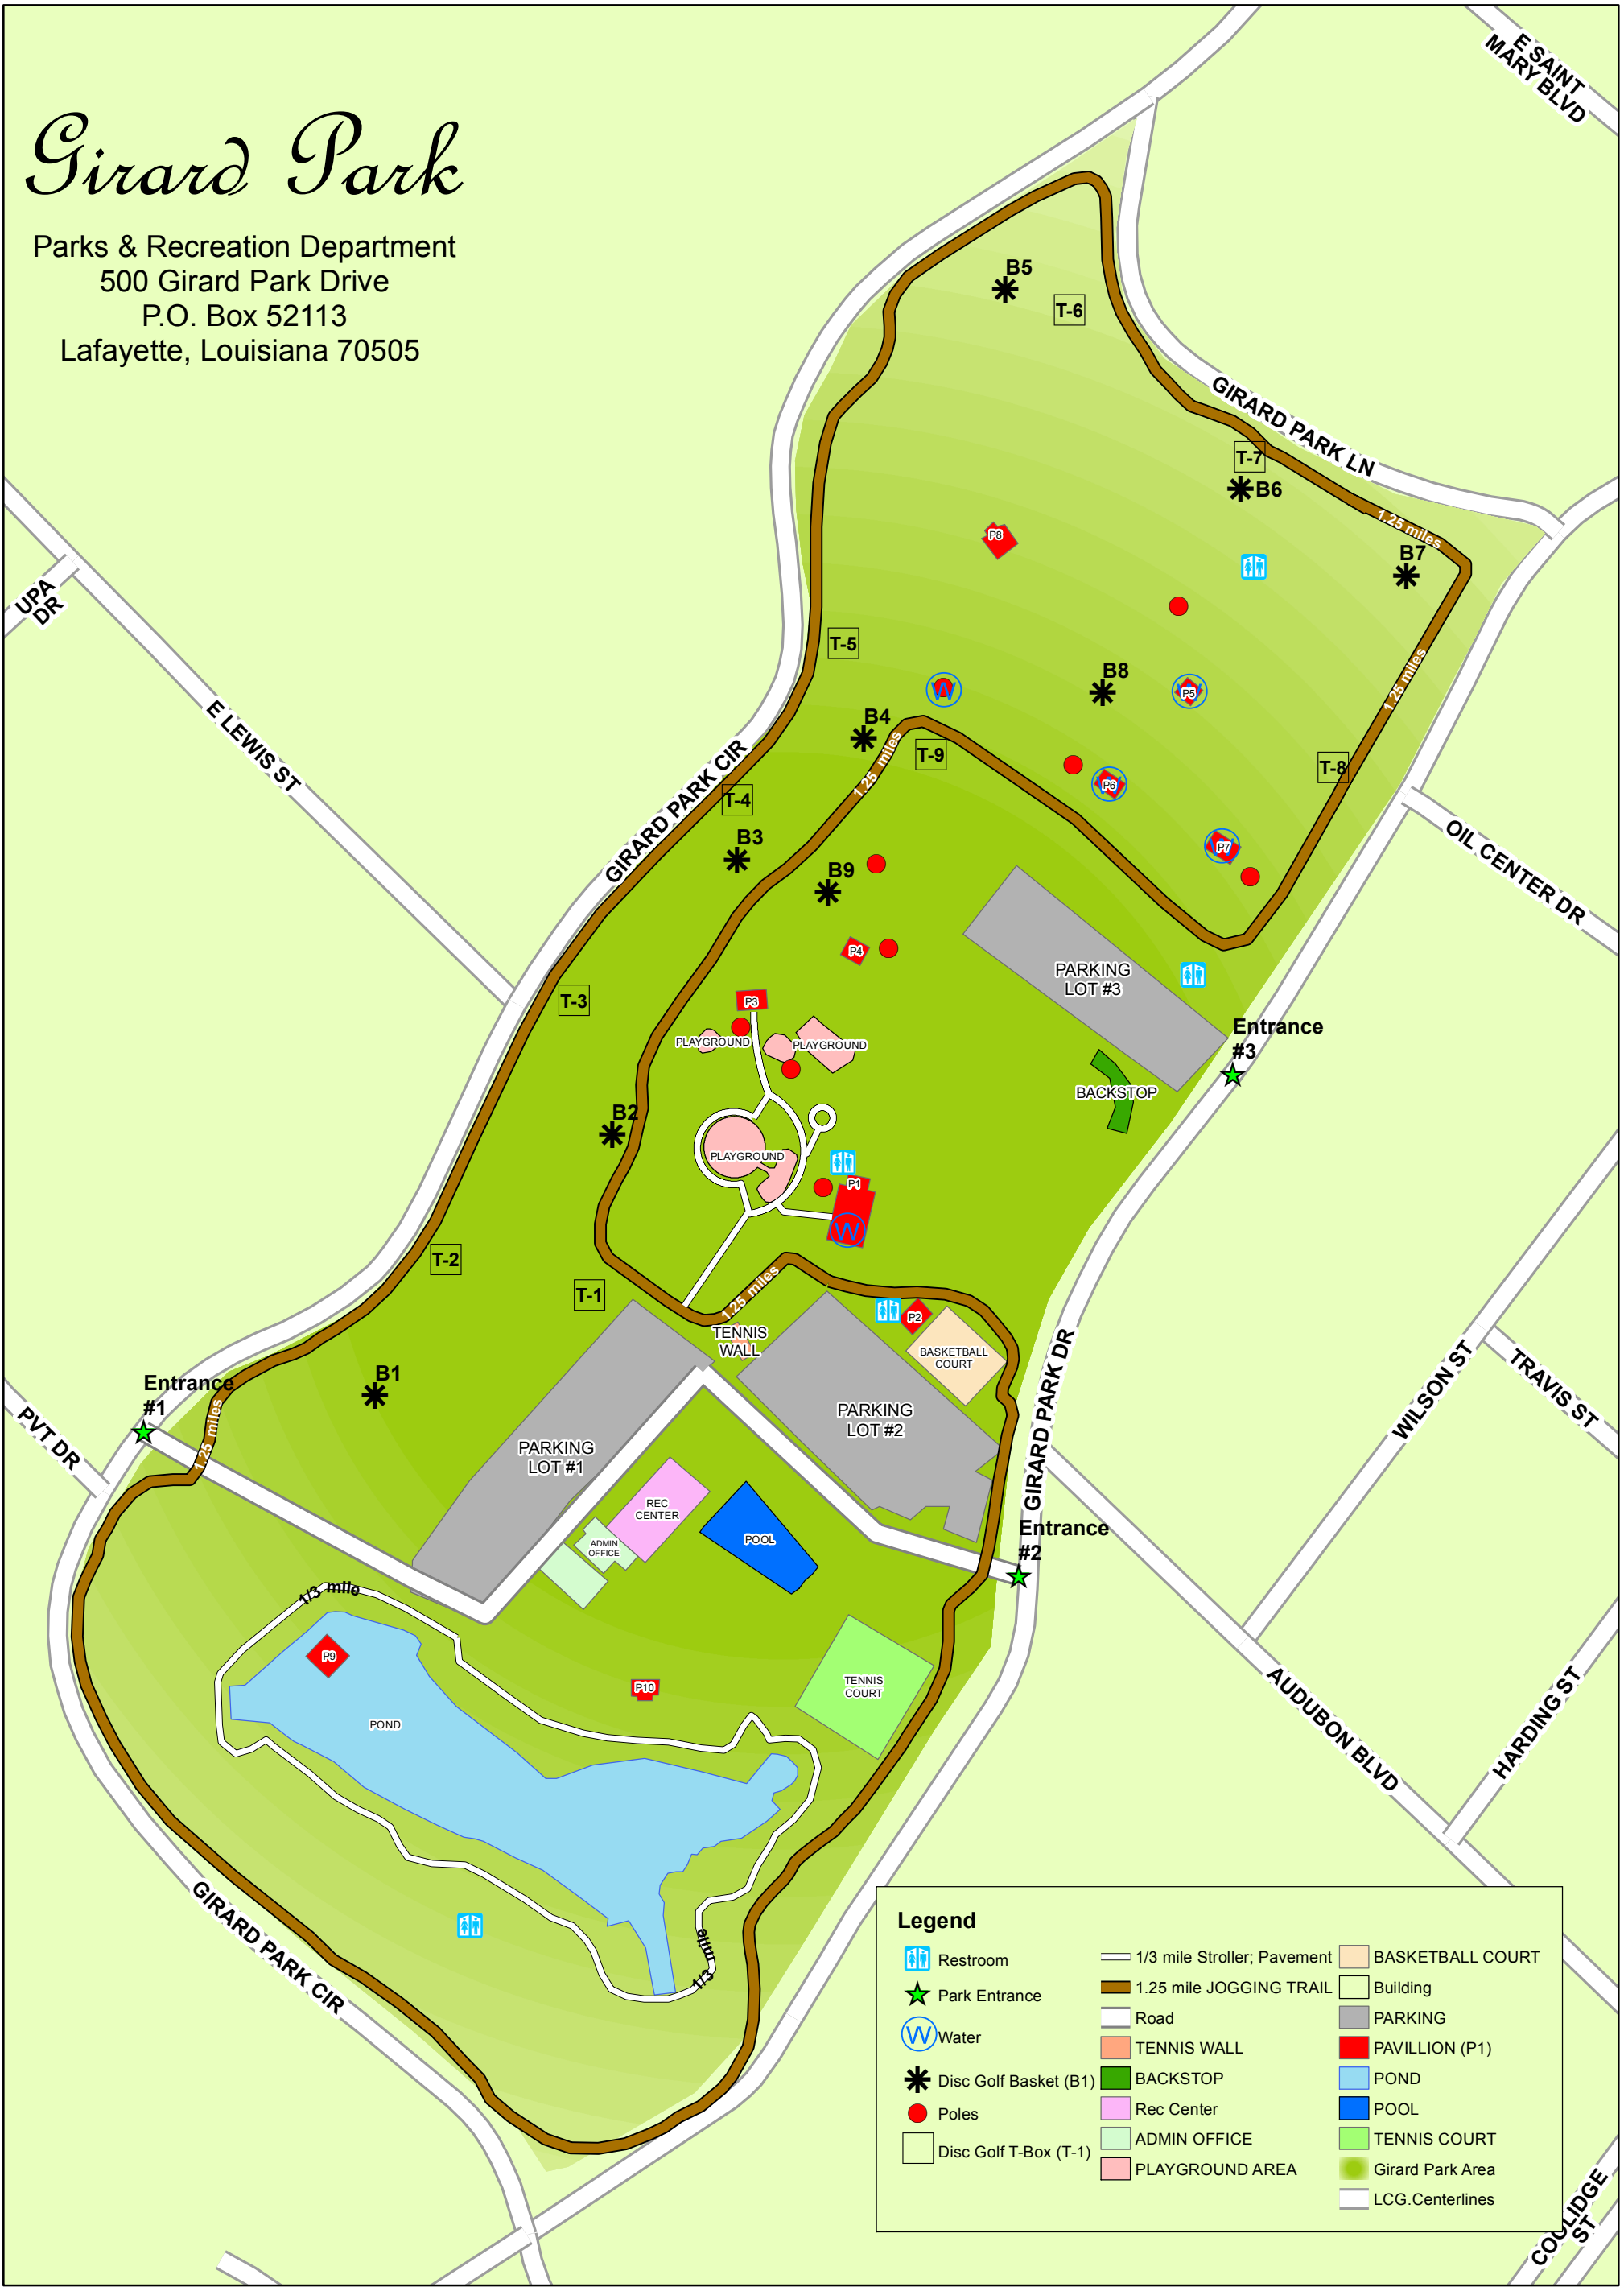 Girard Park
Parks & Recreation Department
500 Girard Park Drive
P.O. Box 52113
Lafayette, Louisiana 70505
E SAINT
MARY BLVD
B5
T-6
GIRARD PARK LN
T-7
B6
1.25 miles
P8
B7
UPA
DR
T-5
1.25 miles
B8
W
P5
E LEWIS ST
B4
T-9
1.25 miles
T-8
GIRARD PARK CIR
P6
T-4
B3
P7
OIL CENTER DR
B9
P4
PARKING
LOT #3
T-3
P3
PLAYGROUND
PLAYGROUND
Entrance
#3
BACKSTOP
B2
PLAYGROUND
P1
W
T-2
T-1
1.25 miles
P2
TENNIS
WALL
BASKETBALL
COURT
GIRARD PARK DR
WILSON ST
TRAVIS ST
Entrance
#1
B1
1.25 miles
PVT DR
PARKING
LOT #2
PARKING
LOT #1
REC
CENTER
ADMIN
OFFICE
POOL
Entrance
#2
1/3 mile
P9
P10
TENNIS
COURT
POND
AUDUBON BLVD
HARDING ST
GIRARD PARK CIR
1/3 mile
Legend
Restroom
Park Entrance
W Water
Disc Golf Basket (B1)
Poles
Disc Golf T-Box (T-1)
1/3 mile Stroller; Pavement
1.25 mile JOGGING TRAIL
Road
TENNIS WALL
BACKSTOP
Rec Center
ADMIN OFFICE
PLAYGROUND AREA
BASKETBALL COURT
Building
PARKING
PAVILLION (P1)
POND
POOL
TENNIS COURT
Girard Park Area
LCG.Centerlines
COOLIDGE
ST